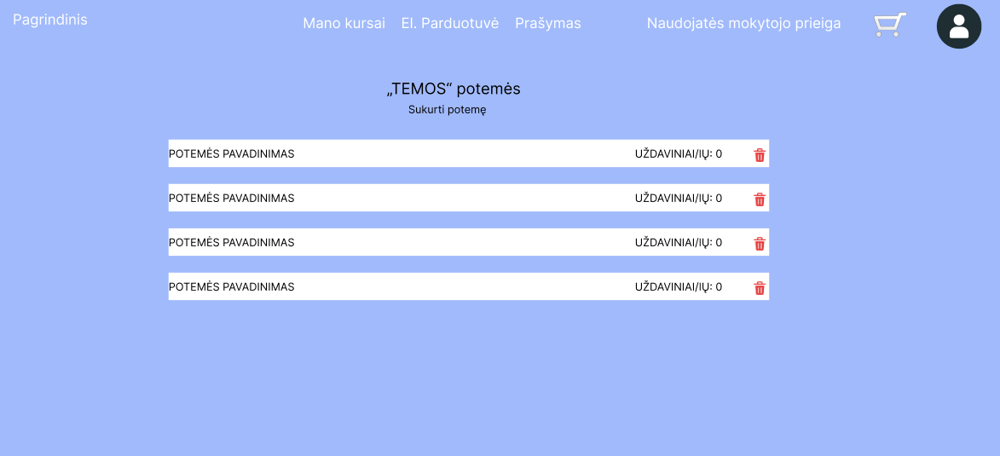 Pagrindinis
Mano kursai El. Parduotuvė Prašymas Naudojatės mokytojo prieiga
„TEMOS“ potemės
Sukurti potemę
POTEMĖS PAVADINIMAS UŽDAVINIAI/IŲ: 0
POTEMĖS PAVADINIMAS UŽDAVINIAI/IŲ: 0
POTEMĖS PAVADINIMAS UŽDAVINIAI/IŲ: 0
POTEMĖS PAVADINIMAS UŽDAVINIAI/IŲ: 0